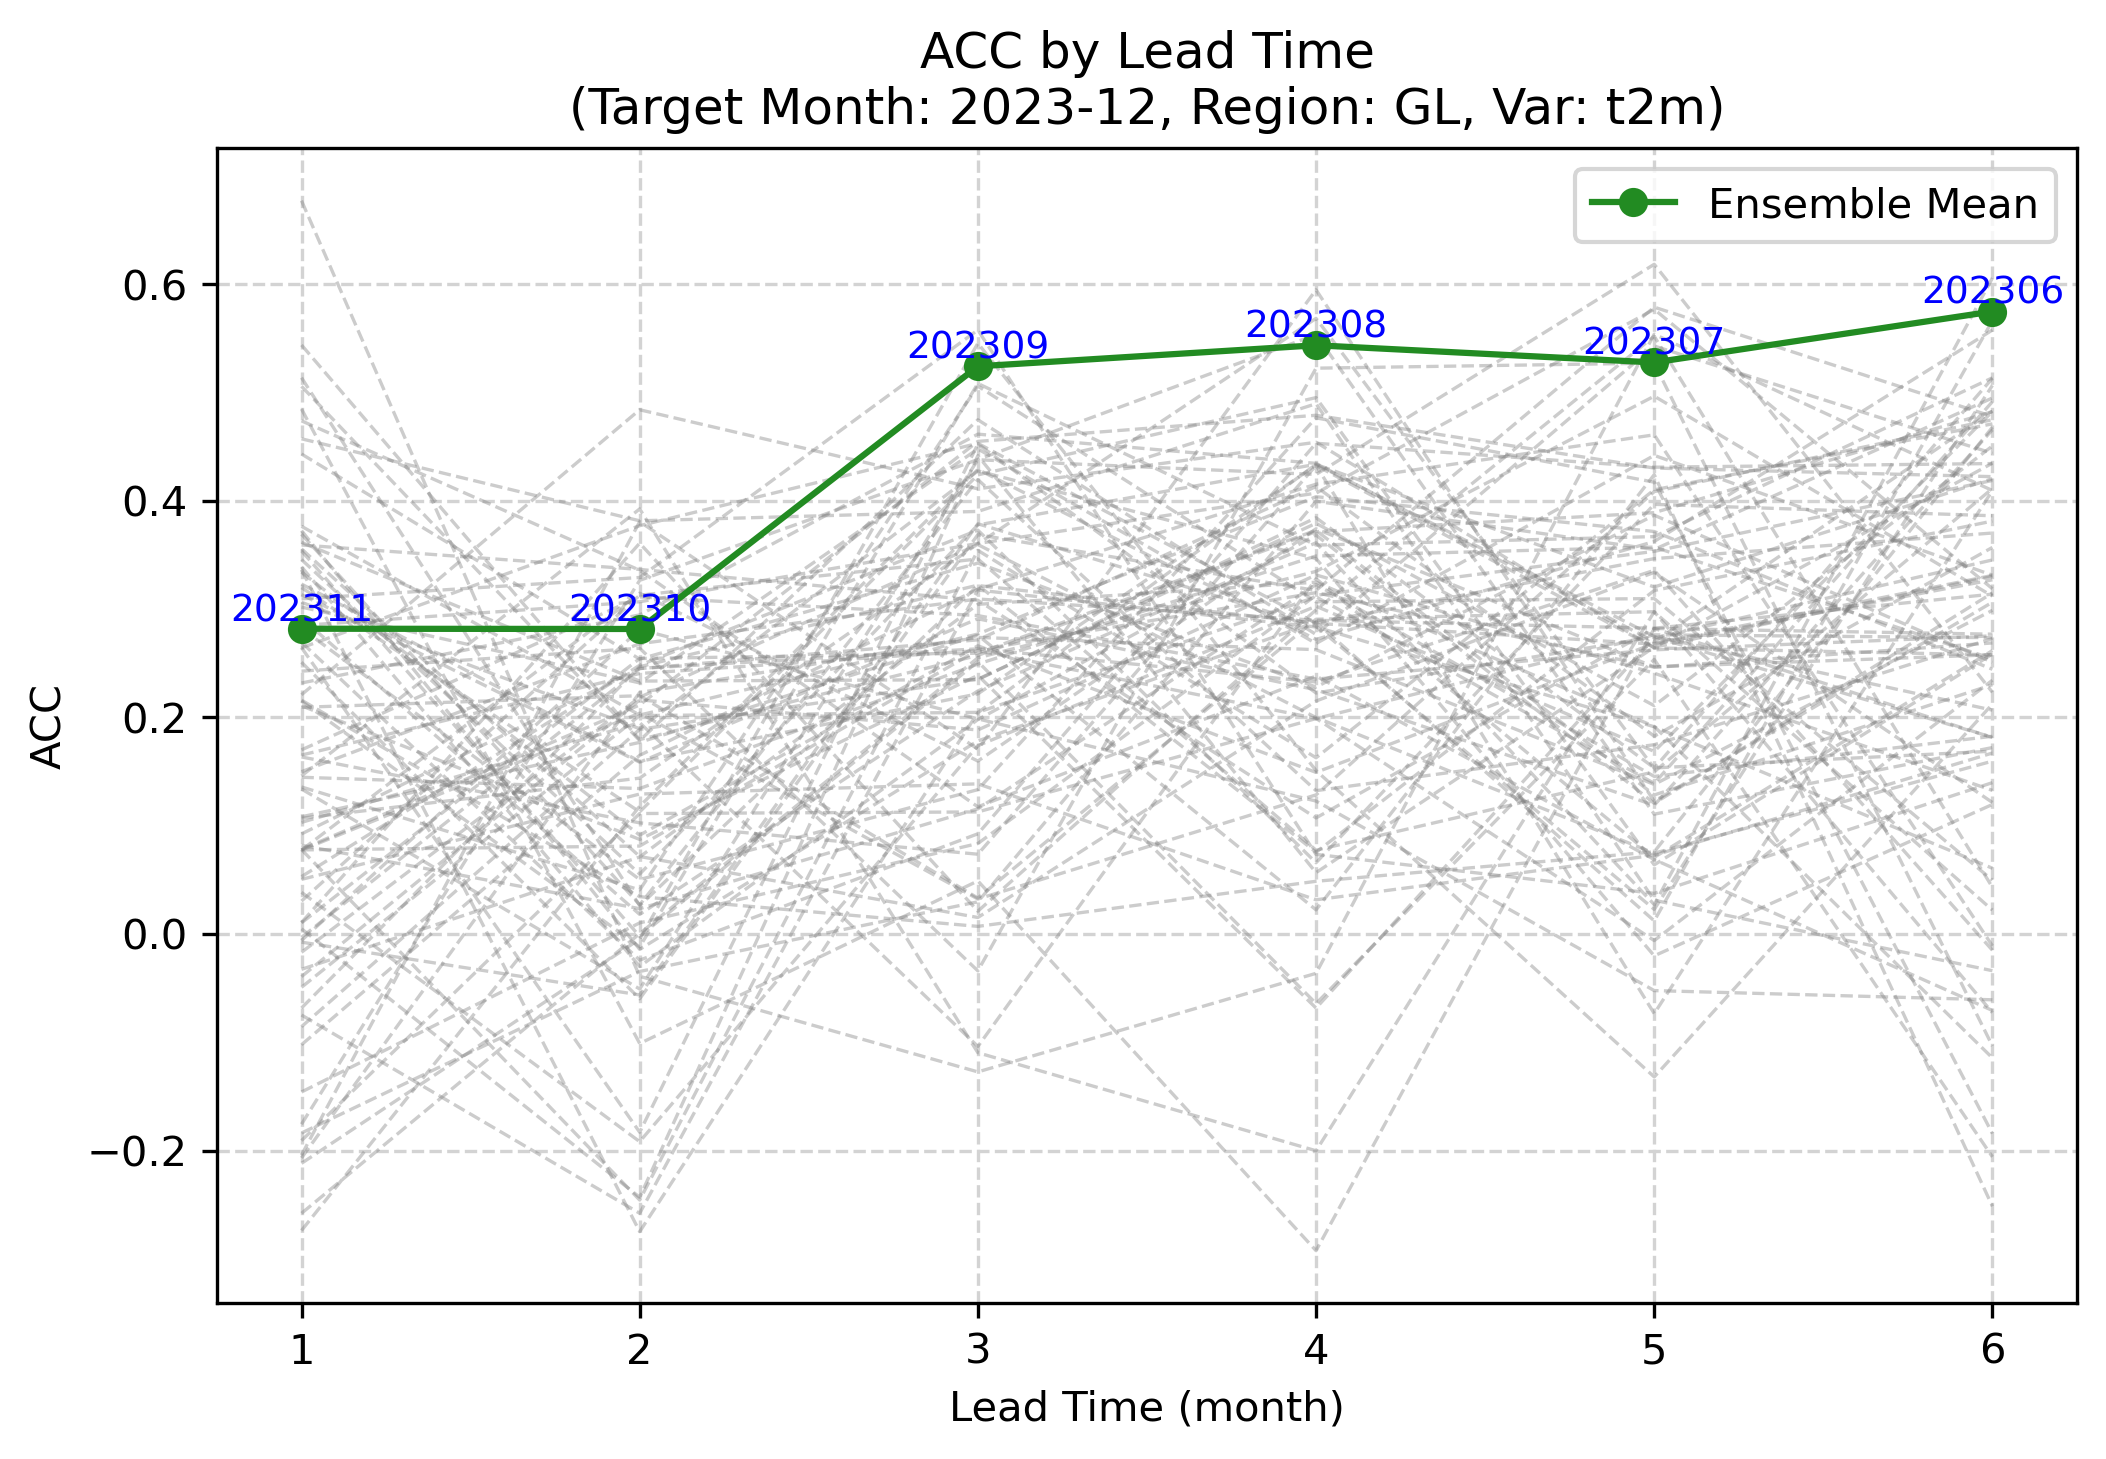 ACC by Lead Time
(Target Month: 2023-12, Region: GL, Var: t2m)
Ensemble Mean
ACC
0.6
0.4
0.2
0.0
−0.2
202311
202310
202309
202308
202307
202306
1 2 3 4 5 6
Lead Time (month)